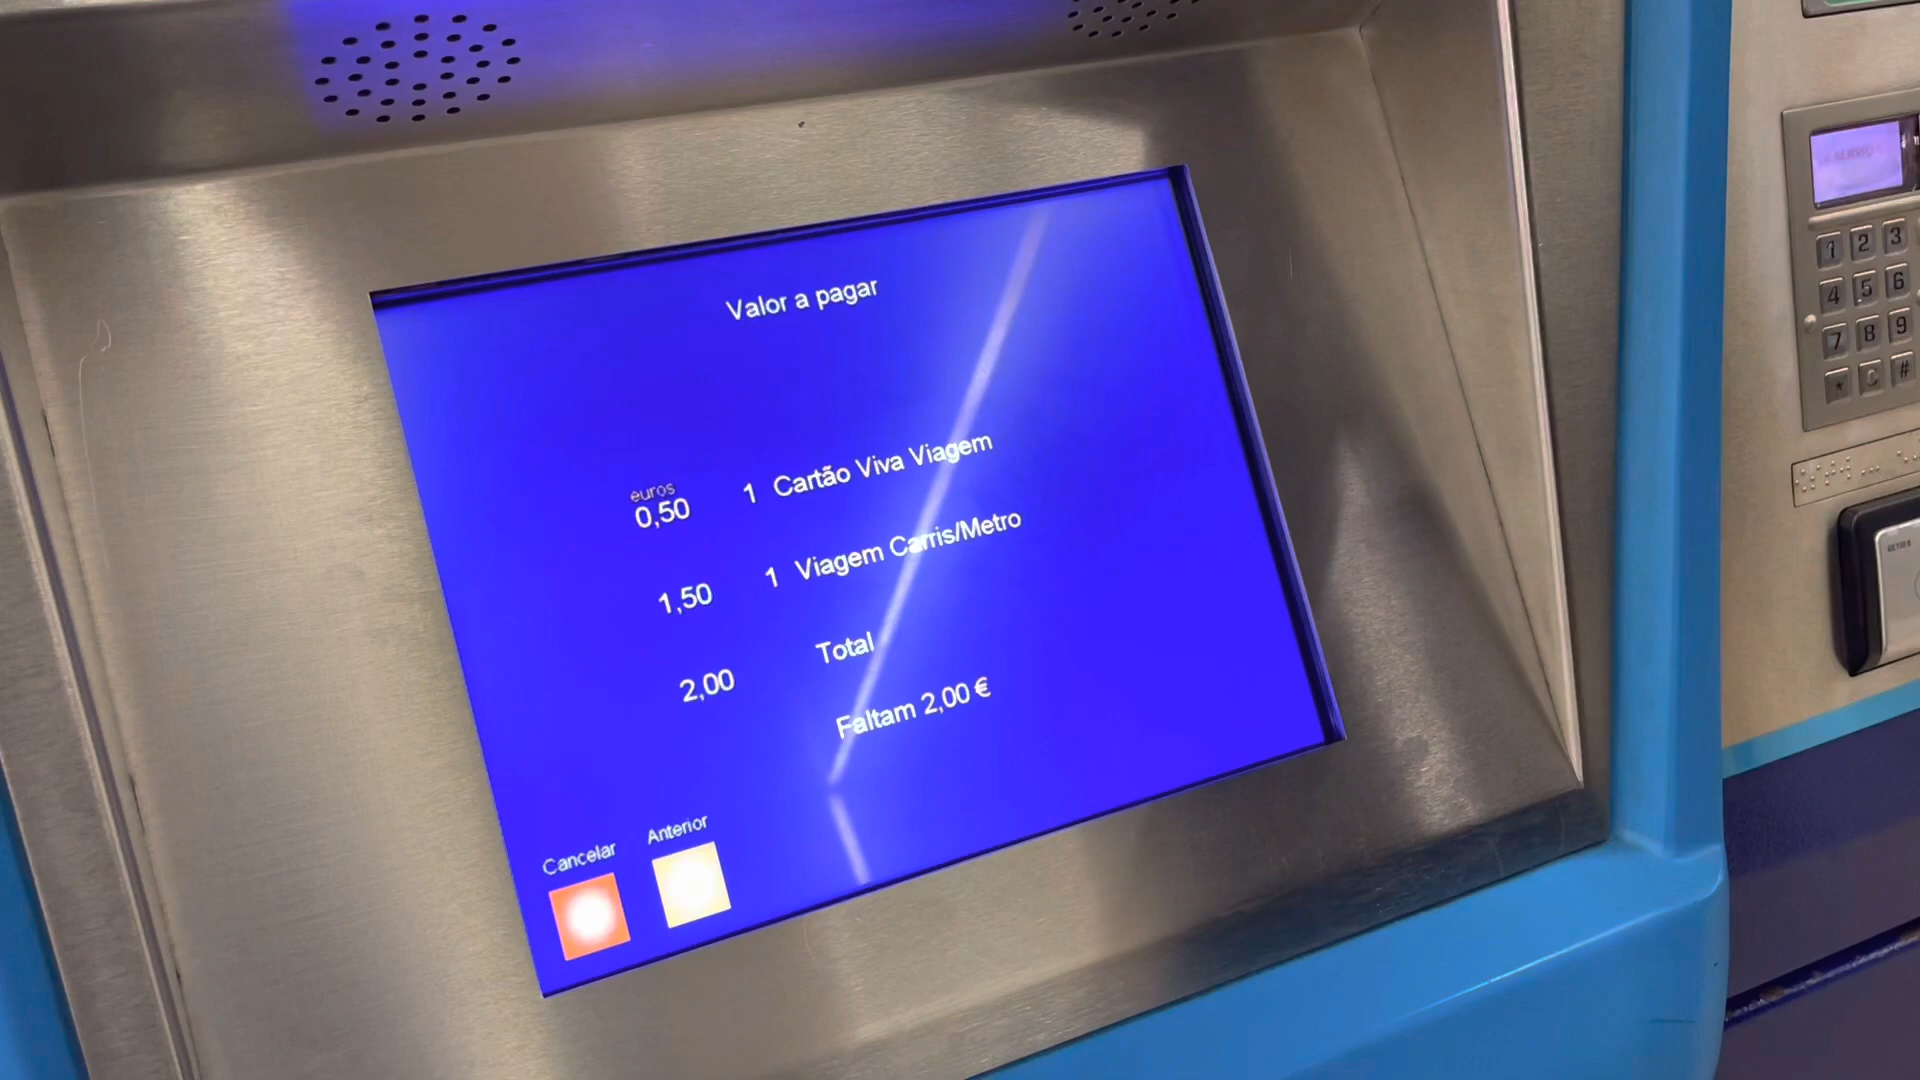 Valor a pagar
euros
0,50 1 Cartão Viva Viagem
1,50 1 Viagem Carris/Metro
2,00 Total
Faltam 2,00 €
Cancelar Anterior
1 2 3
4 5 6
7 8 9
* C #